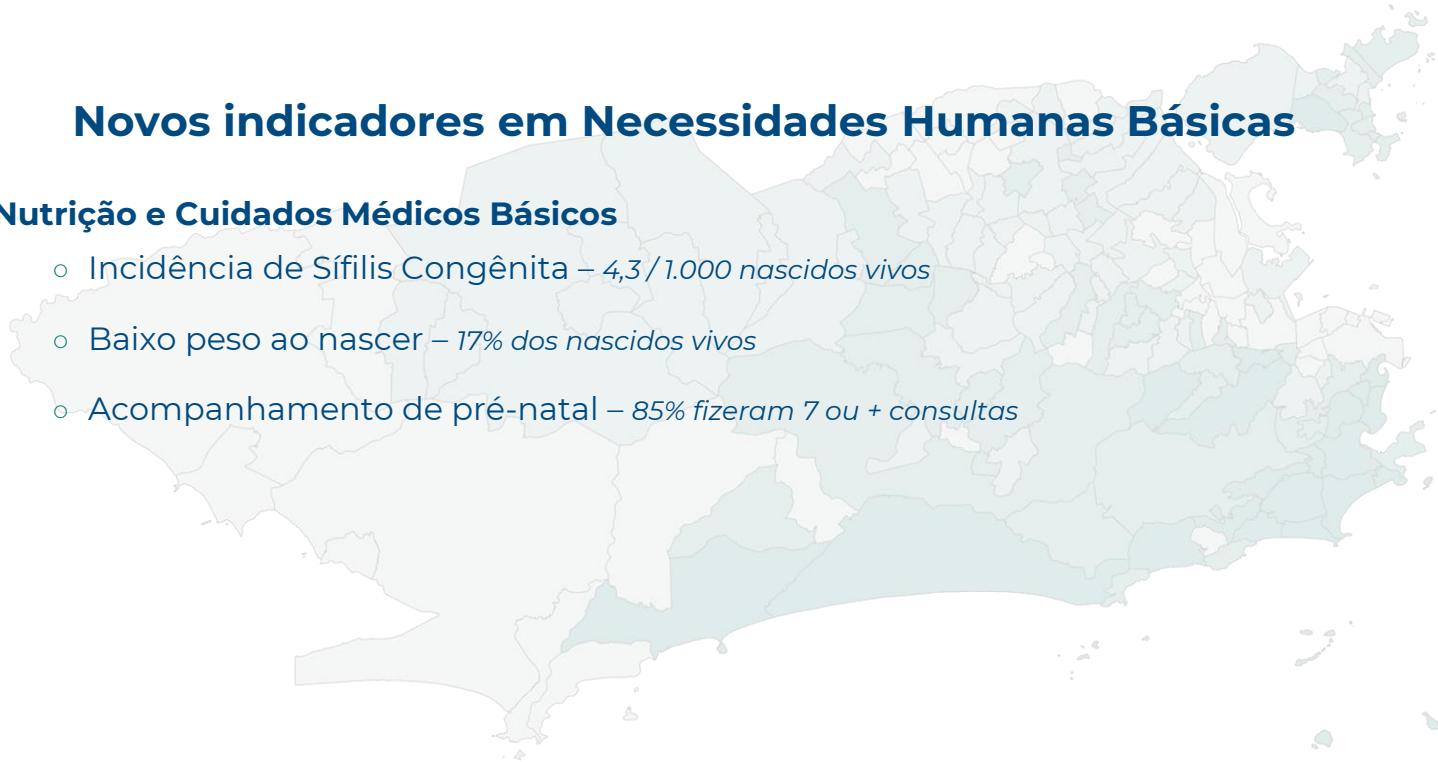 Novos indicadores em Necessidades Humanas Básicas
Nutrição e Cuidados Médicos Básicos
○ Incidência de Sífilis Congênita – 4,3 / 1.000 nascidos vivos
○ Baixo peso ao nascer – 17% dos nascidos vivos
○ Acompanhamento de pré-natal – 85% fizeram 7 ou + consultas